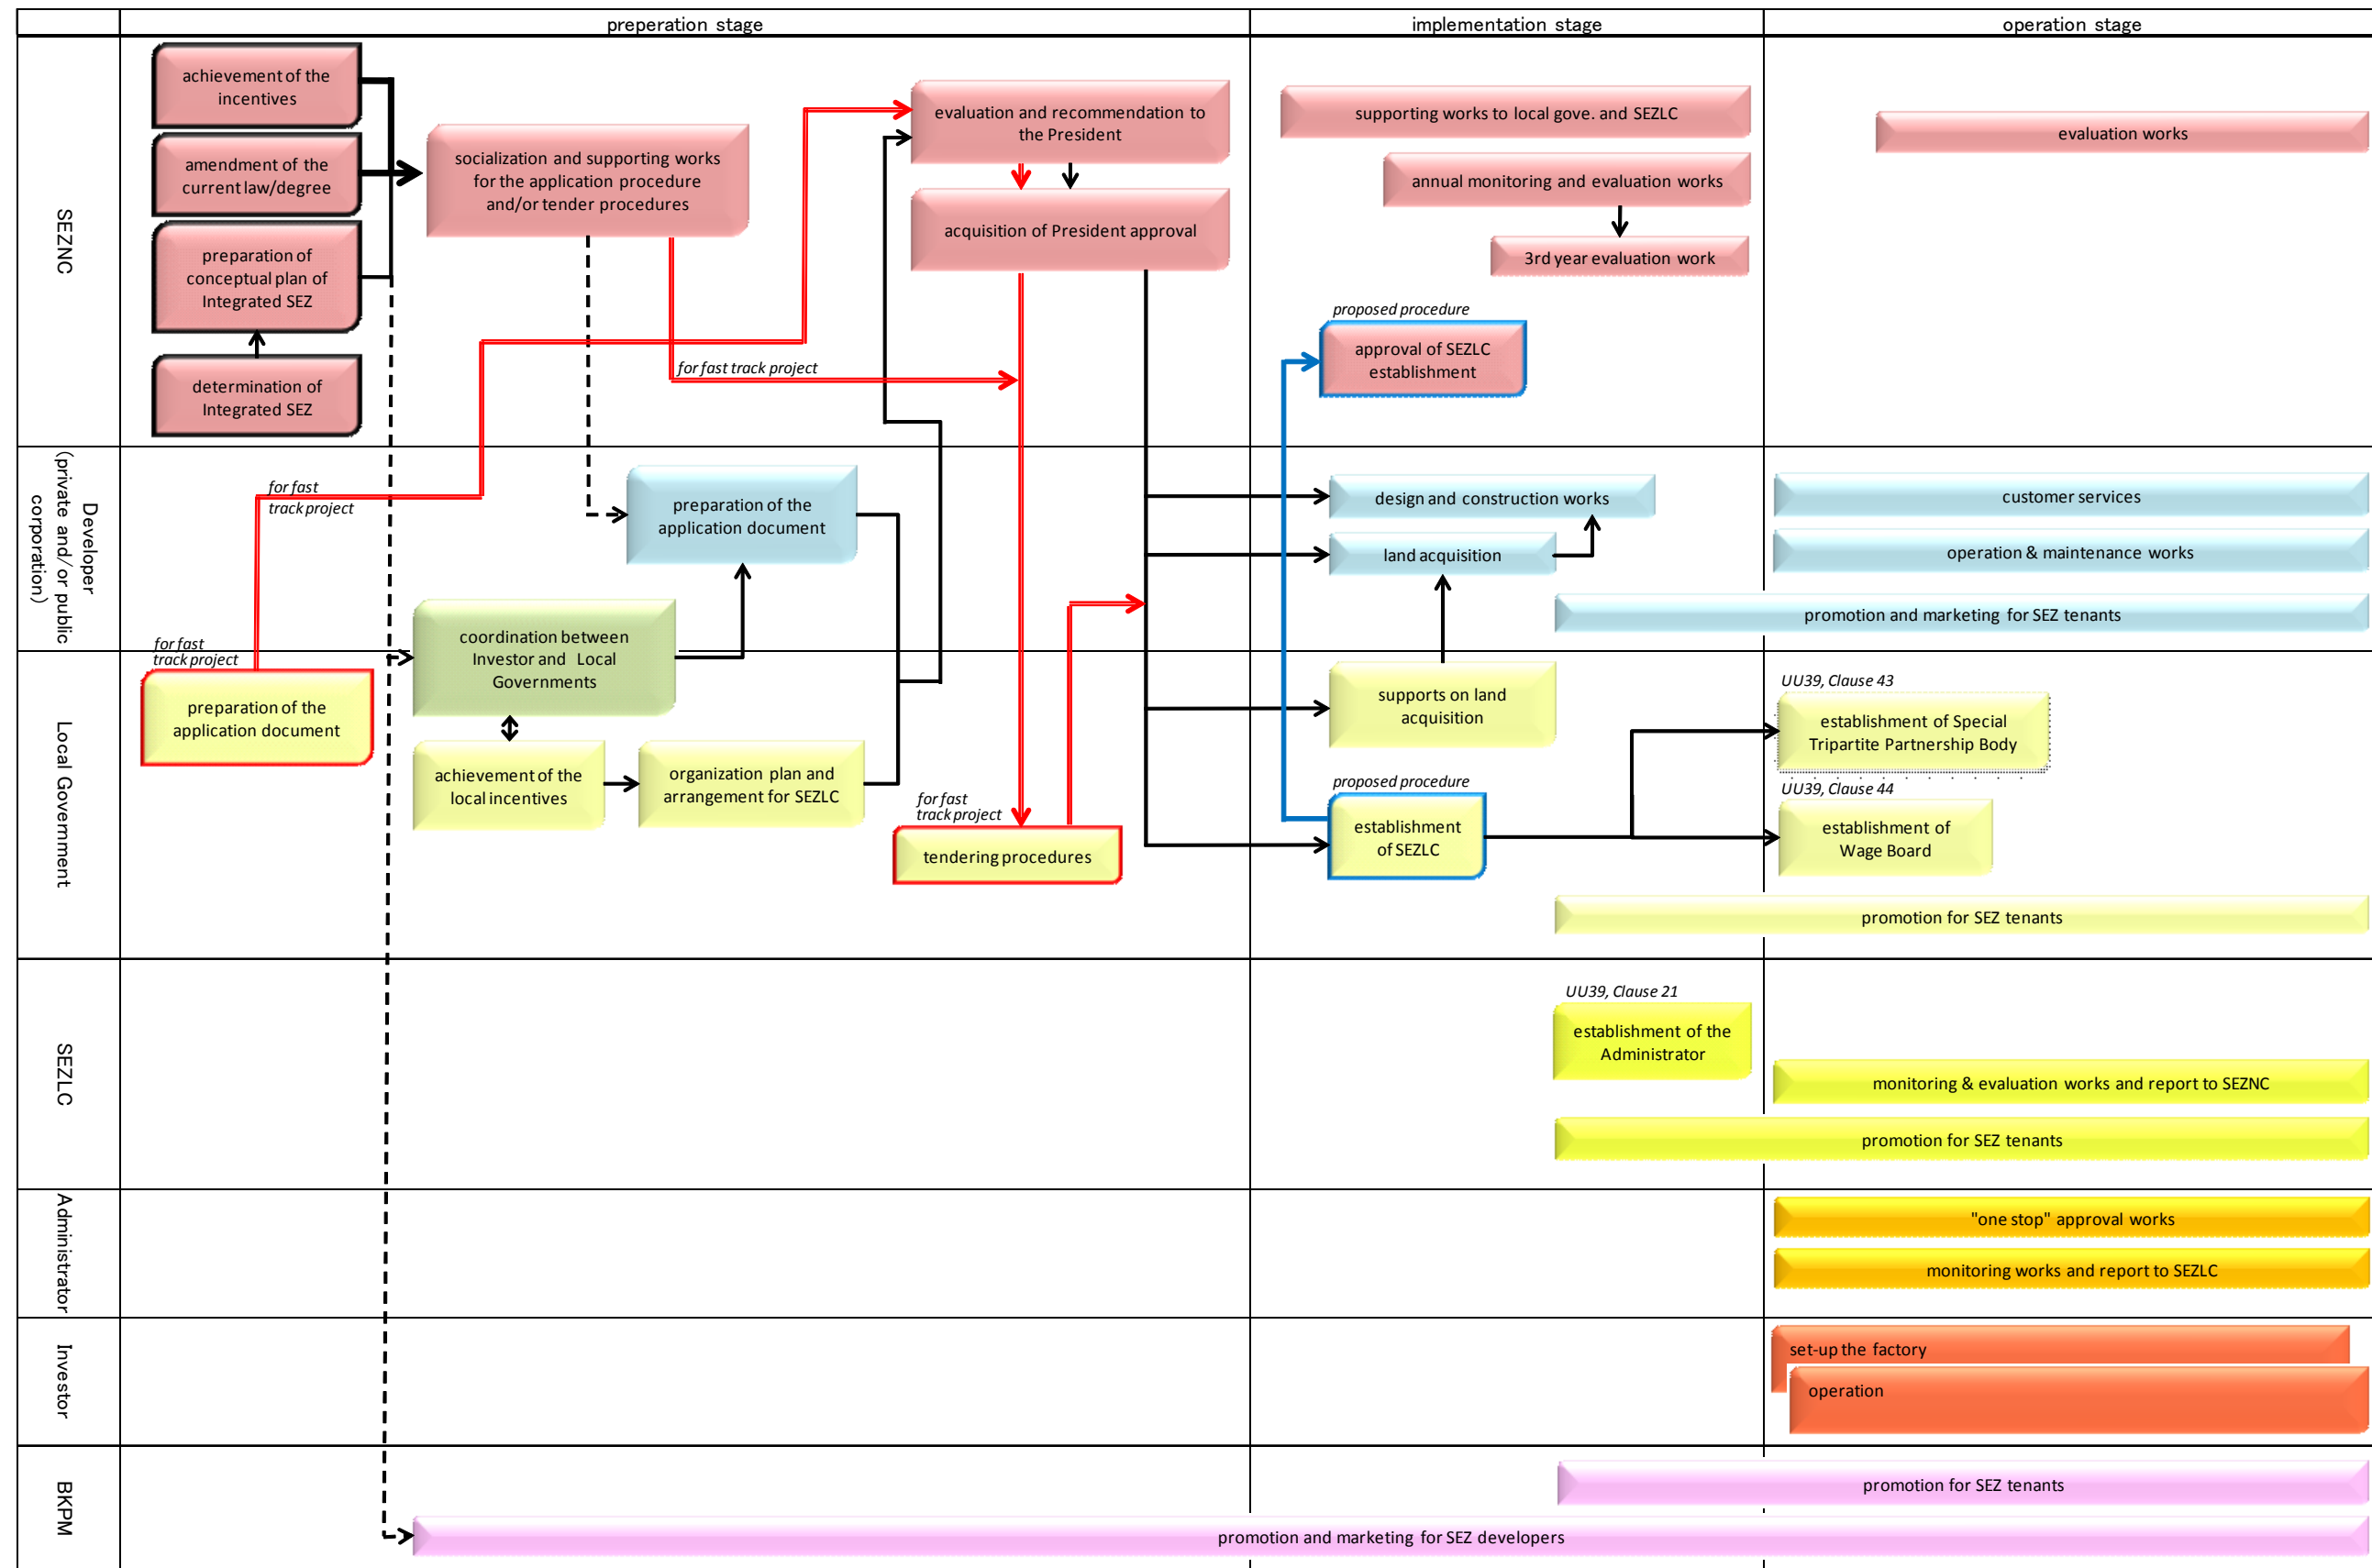 preperation stage
implementation stage
operation stage
SEZNC
achievement of the
incentives
amendment of the
current law/degree
preparation of
conceptual plan of
Integrated SEZ
determination of
Integrated SEZ
socialization and supporting works
for the application procedure
and/or tender procedures
for fast track project
evaluation and recommendation to
the President
acquisition of President approval
supporting works to local gove. and SEZLC
annual monitoring and evaluation works
3rd year evaluation work
proposed procedure
approval of SEZLC
establishment
evaluation works
Developer
(private and/or public
corporation)
for fast
track project
preparation of the
application document
design and construction works
land acquisition
customer services
operation & maintenance works
promotion and marketing for SEZ tenants
Local Government
for fast
track project
preparation of the
application document
coordination between
Investor and Local
Governments
achievement of the
local incentives
organization plan and
arrangement for SEZLC
for fast
track project
tendering procedures
supports on land
acquisition
proposed procedure
establishment
of SEZLC
UU39, Clause 43
establishment of Special
Tripartite Partnership Body
UU39, Clause 44
establishment of
Wage Board
promotion for SEZ tenants
SEZLC
UU39, Clause 21
establishment of the
Administrator
monitoring & evaluation works and report to SEZNC
promotion for SEZ tenants
Administrator
"one stop" approval works
monitoring works and report to SEZLC
Investor
set-up the factory
operation
BKPM
promotion for SEZ tenants
promotion and marketing for SEZ developers